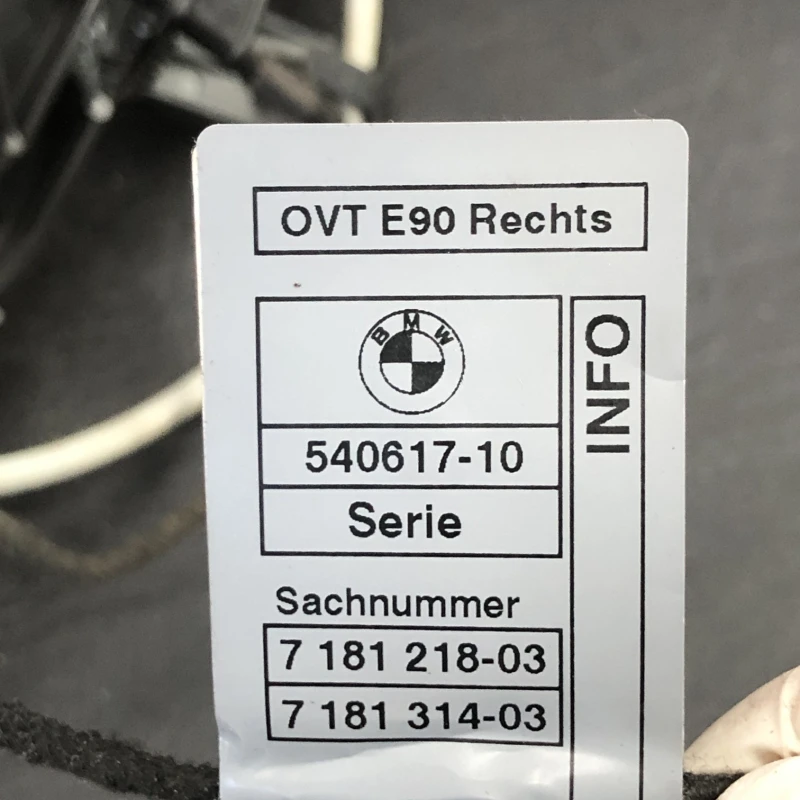 OVT E90 Rechts
BMW
INFO
540617-10
Serie
Sachnummer
7 181 218-03
7 181 314-03